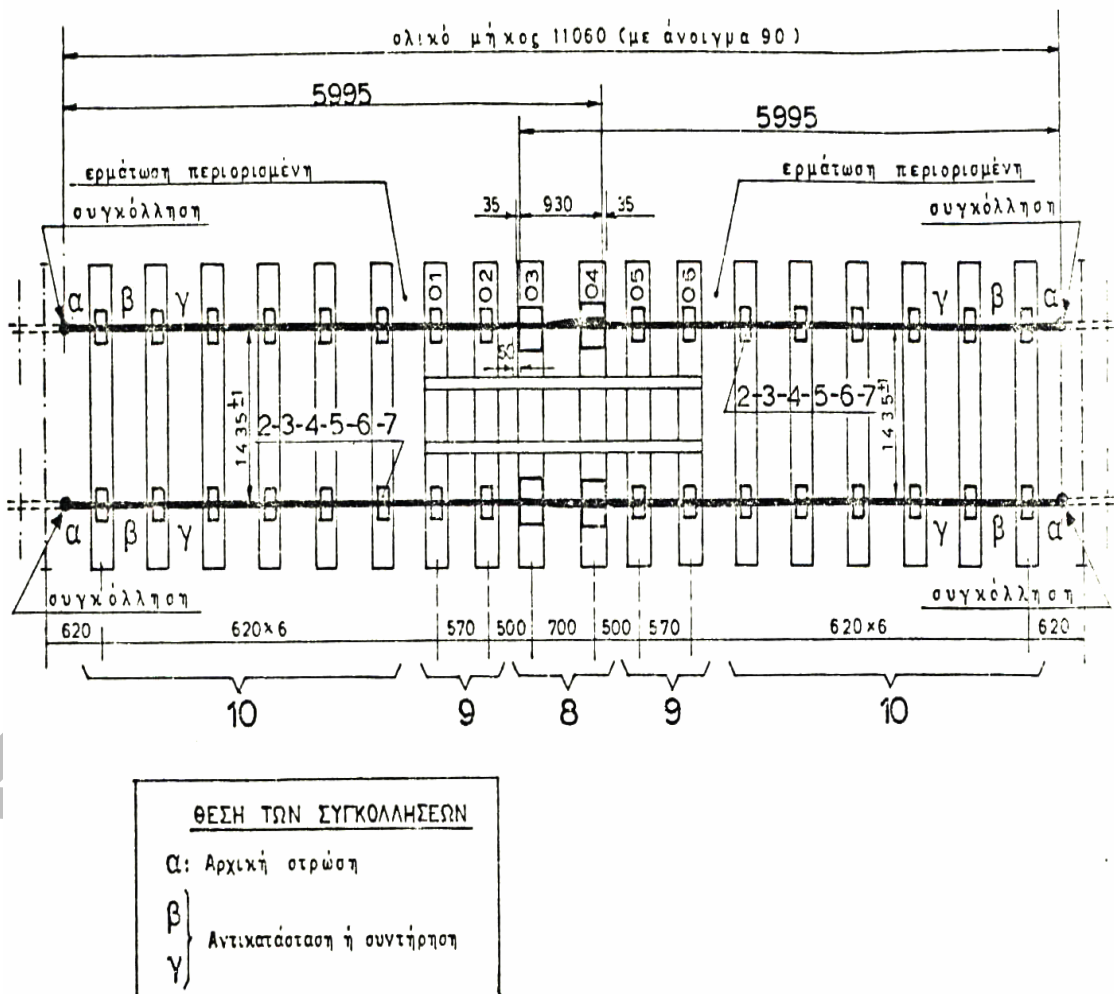 ολικό μήκος 11060 (με άνοιγμα 90)
5995
5995
ερμάτωση περιορισμένη
ερμάτωση περιορισμένη
συγκόλληση
35 930 35
συγκόλληση
α β γ
01 02 03 04 05 06
γ β α
50
1435±1
2-3-4-5-6-7
2-3-4-5-6-7
1435±1
α β γ
γ β α
συγκόλληση
συγκόλληση
620 620×6 570 500 700 500 570 620×6 620
10 9 8 9 10
ΘΕΣΗ ΤΩΝ ΣΥΓΚΟΛΛΗΣΕΩΝ
α: Αρχική στρώση
β
Αντικατάσταση ή συντήρηση
γ